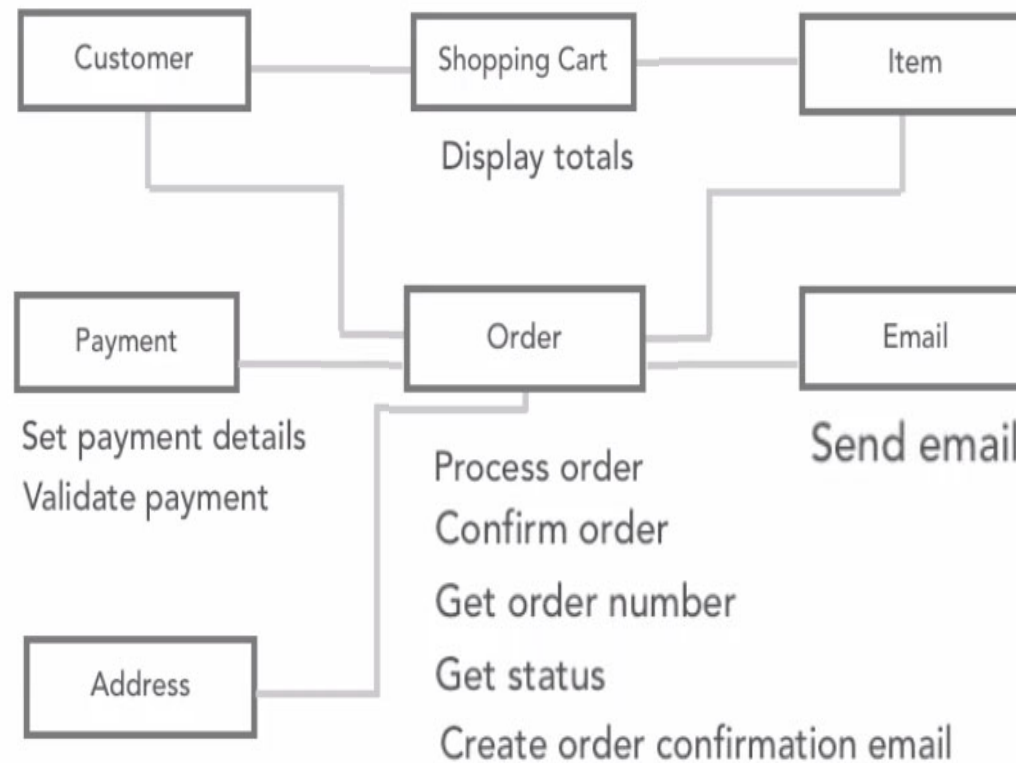 Customer
Shopping Cart
Item
Display totals
Payment
Order
Email
Set payment details
Validate payment
Send email
Process order
Confirm order
Get order number
Get status
Create order confirmation email
Address